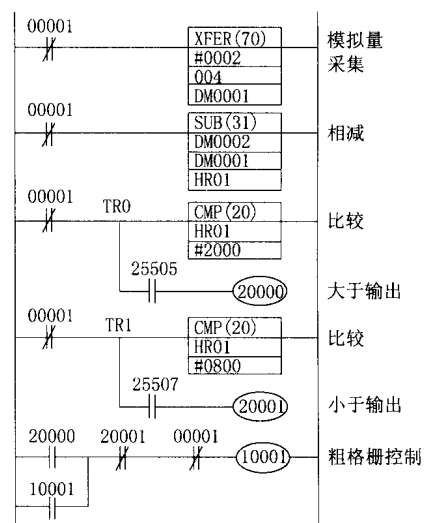 00001
XFER(70)
模拟量
#0002
采集
004
DM0001
00001
SUB(31)
DM0002
相减
DM0001
HR01
00001
TR0
CMP(20)
比较
HR01
#2000
25505
20000
大于输出
00001
TR1
CMP(20)
比较
HR01
#0800
25507
20001
小于输出
20000 20001 00001
10001
粗格栅控制
10001